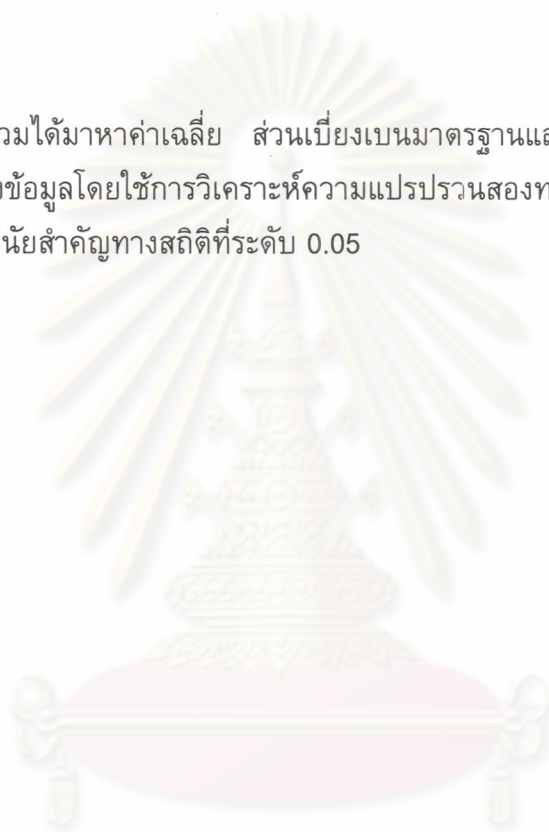 วมได้มาหาค่าเฉลี่ย ส่วนเบี่ยงเบนมาตรฐานแล
งข้อมูลโดยใช้การวิเคราะห์ความแปรปรวนสองท
นัยสำคัญทางสถิติที่ระดับ 0.05